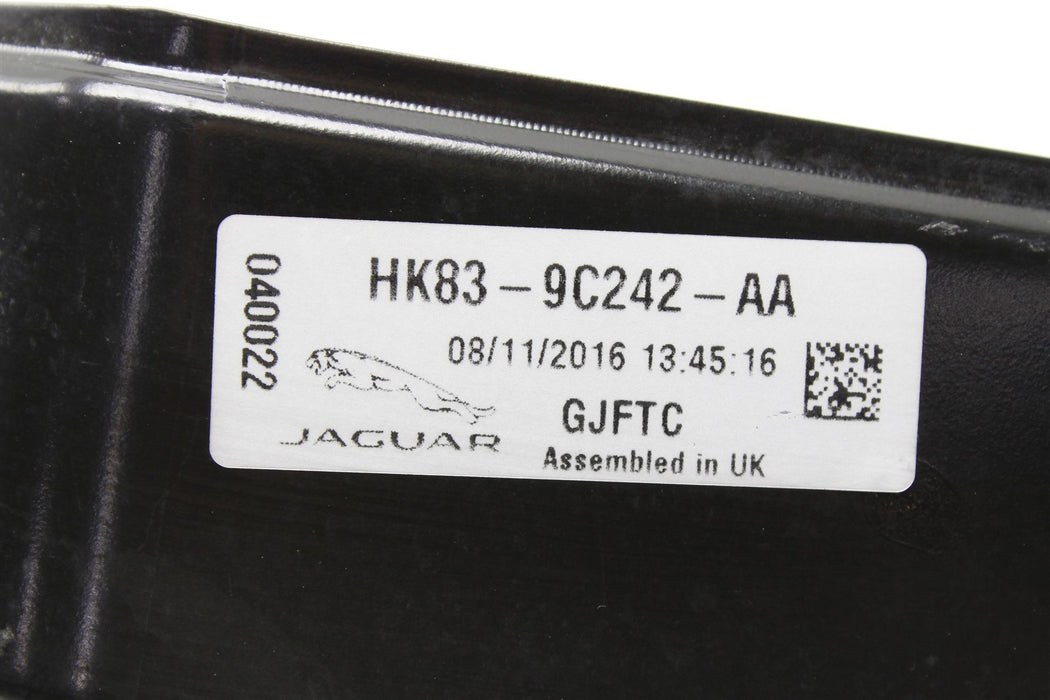 HK83-9C242-AA
040022
08/11/2016 13:45:16
GJFTC
JAGUAR
Assembled in UK